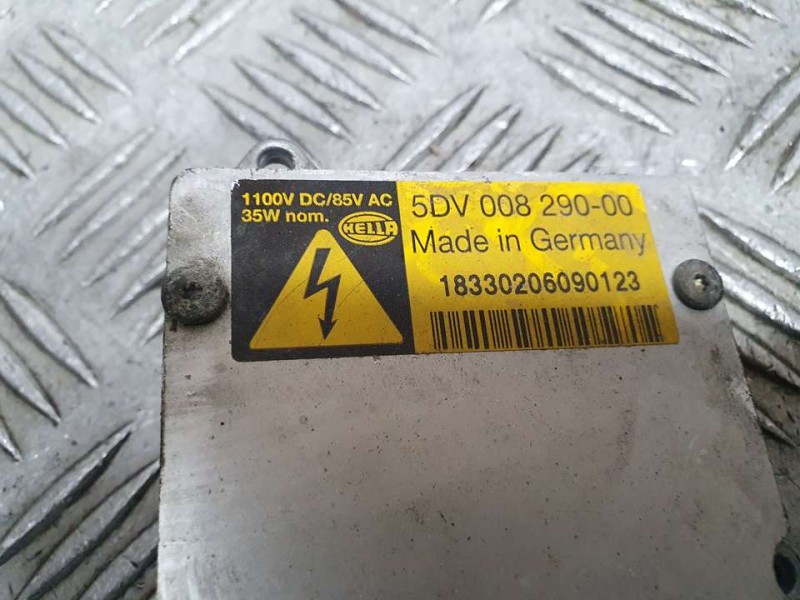 1100V DC/85V AC
35W nom.
HELLA
5DV 008 290-00
Made in Germany
18330206090123